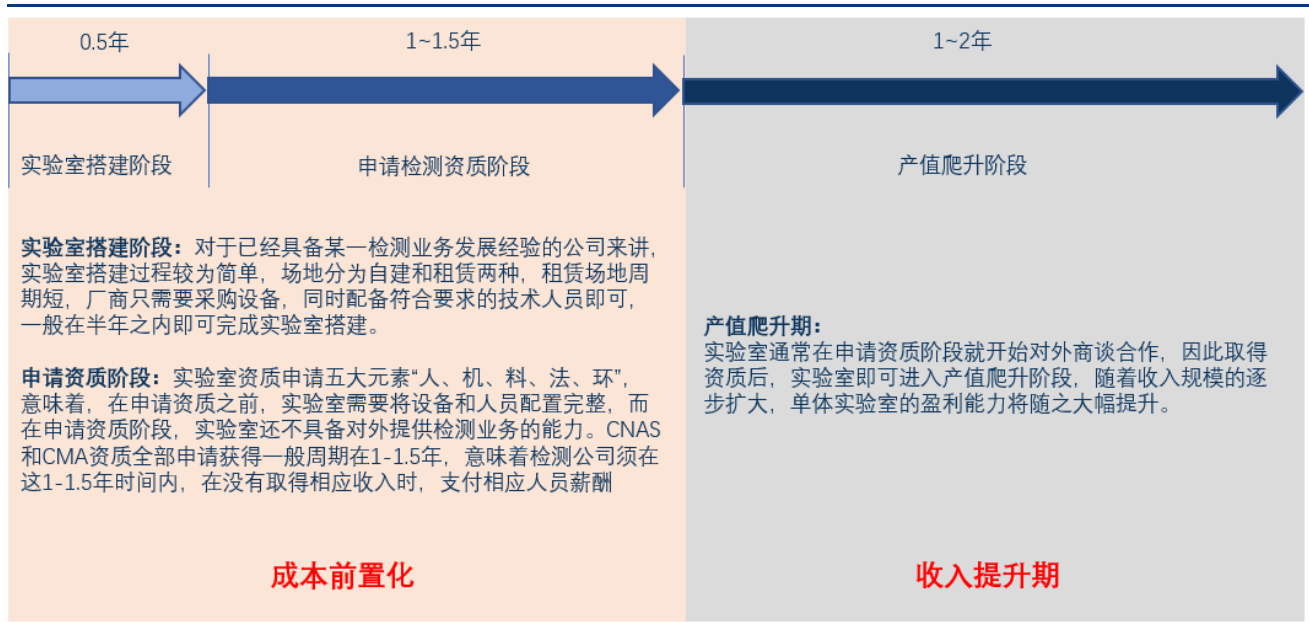 0.5年
1~1.5年
1~2年
实验室搭建阶段
申请检测资质阶段
产值爬升阶段
实验室搭建阶段：对于已经具备某一检测业务发展经验的公司来讲，
实验室搭建过程较为简单，场地分为自建和租赁两种，租赁场地周
期短，厂商只需要采购设备，同时配备符合要求的技术人员即可，
一般在半年之内即可完成实验室搭建。
申请资质阶段：实验室资质申请五大元素“人、机、料、法、环”，
意味着，在申请资质之前，实验室需要将设备和人员配置完整，而
在申请资质阶段，实验室还不具备对外提供检测业务的能力。CNAS
和CMA资质全部申请获得一般周期在1-1.5年，意味着检测公司须在
这1-1.5年时间内，在没有取得相应收入时，支付相应人员薪酬
成本前置化
产值爬升期：
实验室通常在申请资质阶段就开始对外商谈合作，因此取得
资质后，实验室即可进入产值爬升阶段，随着收入规模的逐
步扩大，单体实验室的盈利能力将随之大幅提升。
收入提升期